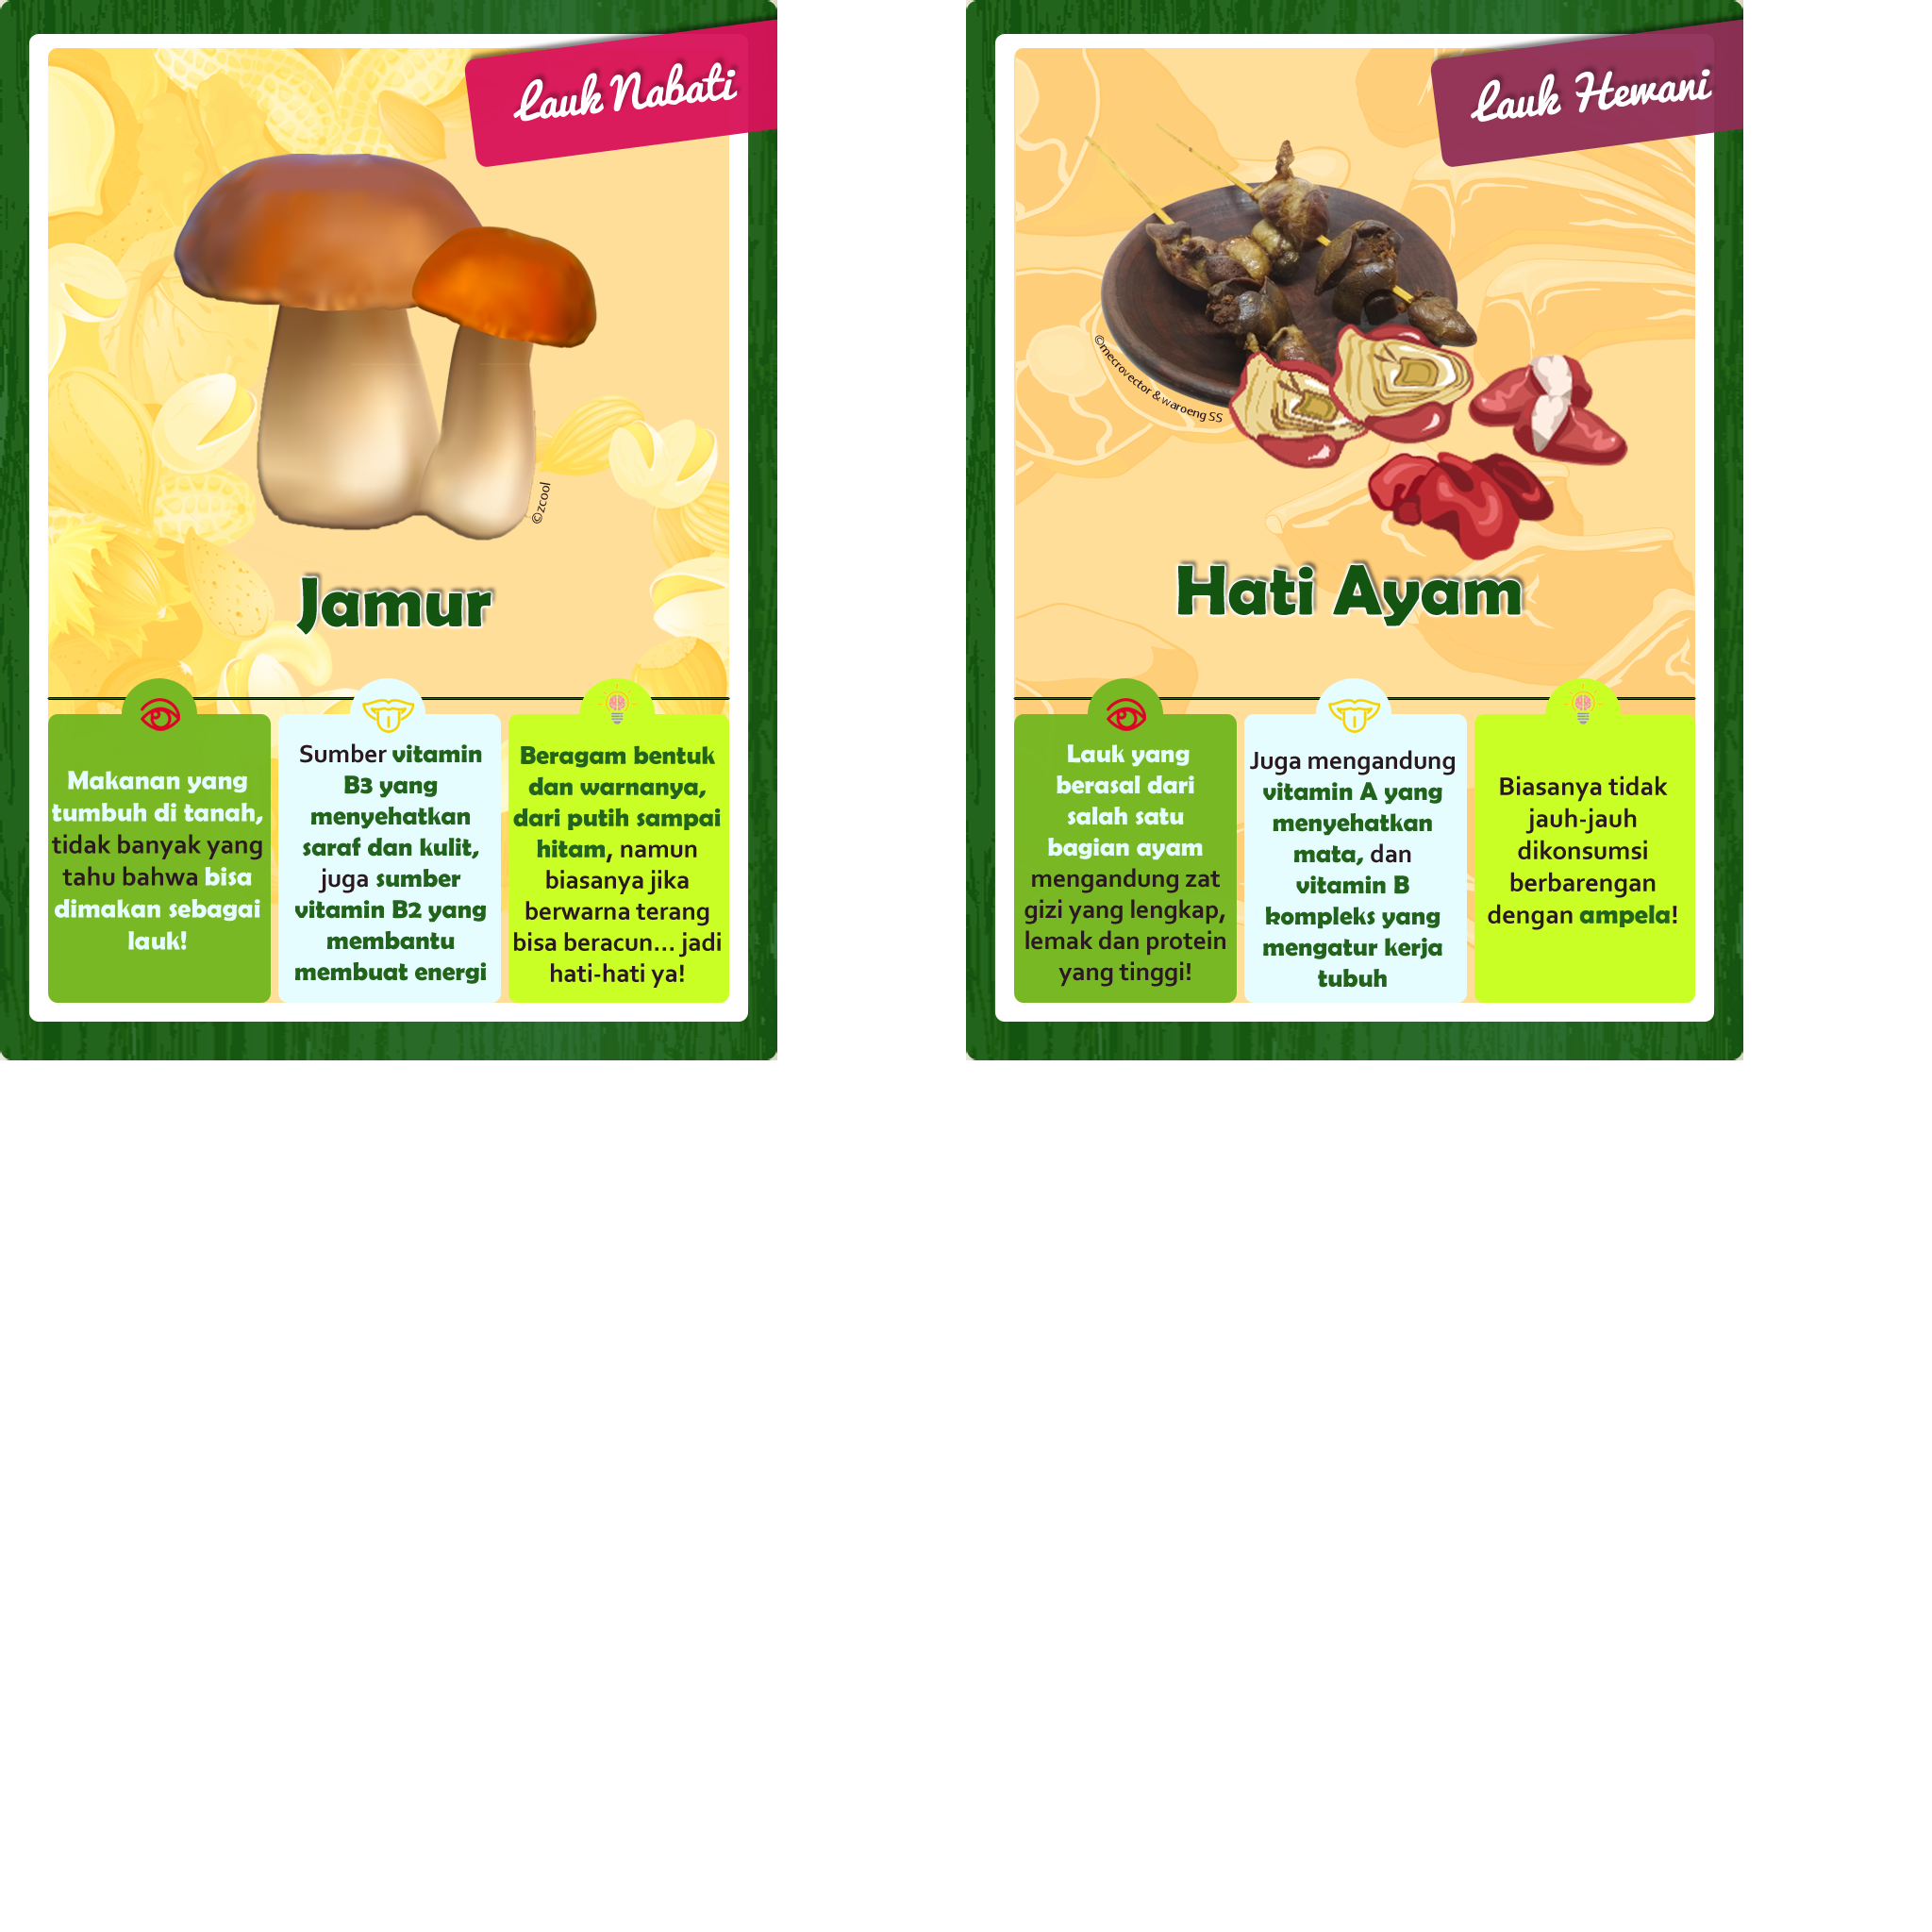 Lauk Nabati
©zcool
Jamur
Makanan yang
tumbuh di tanah,
tidak banyak yang
tahu bahwa bisa
dimakan sebagai
lauk!
Sumber vitamin
B3 yang
menyehatkan
saraf dan kulit,
juga sumber
vitamin B2 yang
membantu
membuat energi
Beragam bentuk
dan warnanya,
dari putih sampai
hitam, namun
biasanya jika
berwarna terang
bisa beracun... jadi
hati-hati ya!
Lauk Hewani
©mecrovector & waroeng SS
Hati Ayam
Lauk yang
berasal dari
salah satu
bagian ayam
mengandung zat
gizi yang lengkap,
lemak dan protein
yang tinggi!
Juga mengandung
vitamin A yang
menyehatkan
mata, dan
vitamin B
kompleks yang
mengatur kerja
tubuh
Biasanya tidak
jauh-jauh
dikonsumsi
berbarengan
dengan ampela!